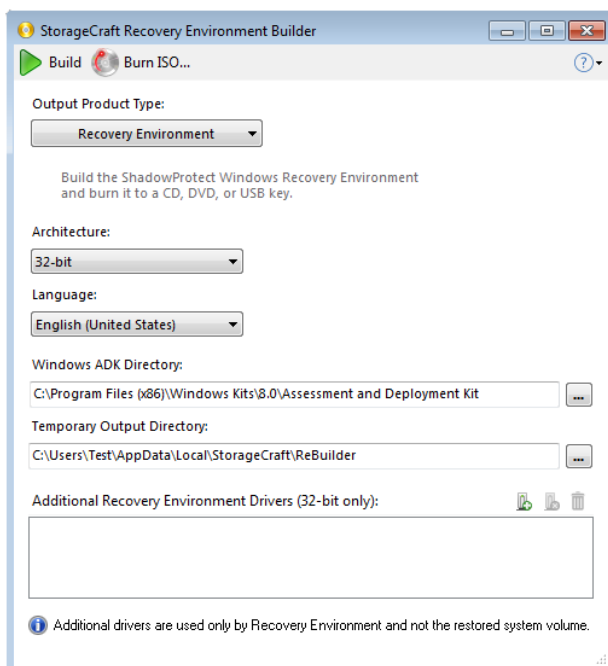 StorageCraft Recovery Environment Builder
Build Burn ISO...
Output Product Type:
Recovery Environment
Build the ShadowProtect Windows Recovery Environment
and burn it to a CD, DVD, or USB key.
Architecture:
32-bit
Language:
English (United States)
Windows ADK Directory:
C:\Program Files (x86)\Windows Kits\8.0\Assessment and Deployment Kit
...
Temporary Output Directory:
C:\Users\Test\AppData\Local\StorageCraft\ReBuilder
...
Additional Recovery Environment Drivers (32-bit only):
Additional drivers are used only by Recovery Environment and not the restored system volume.